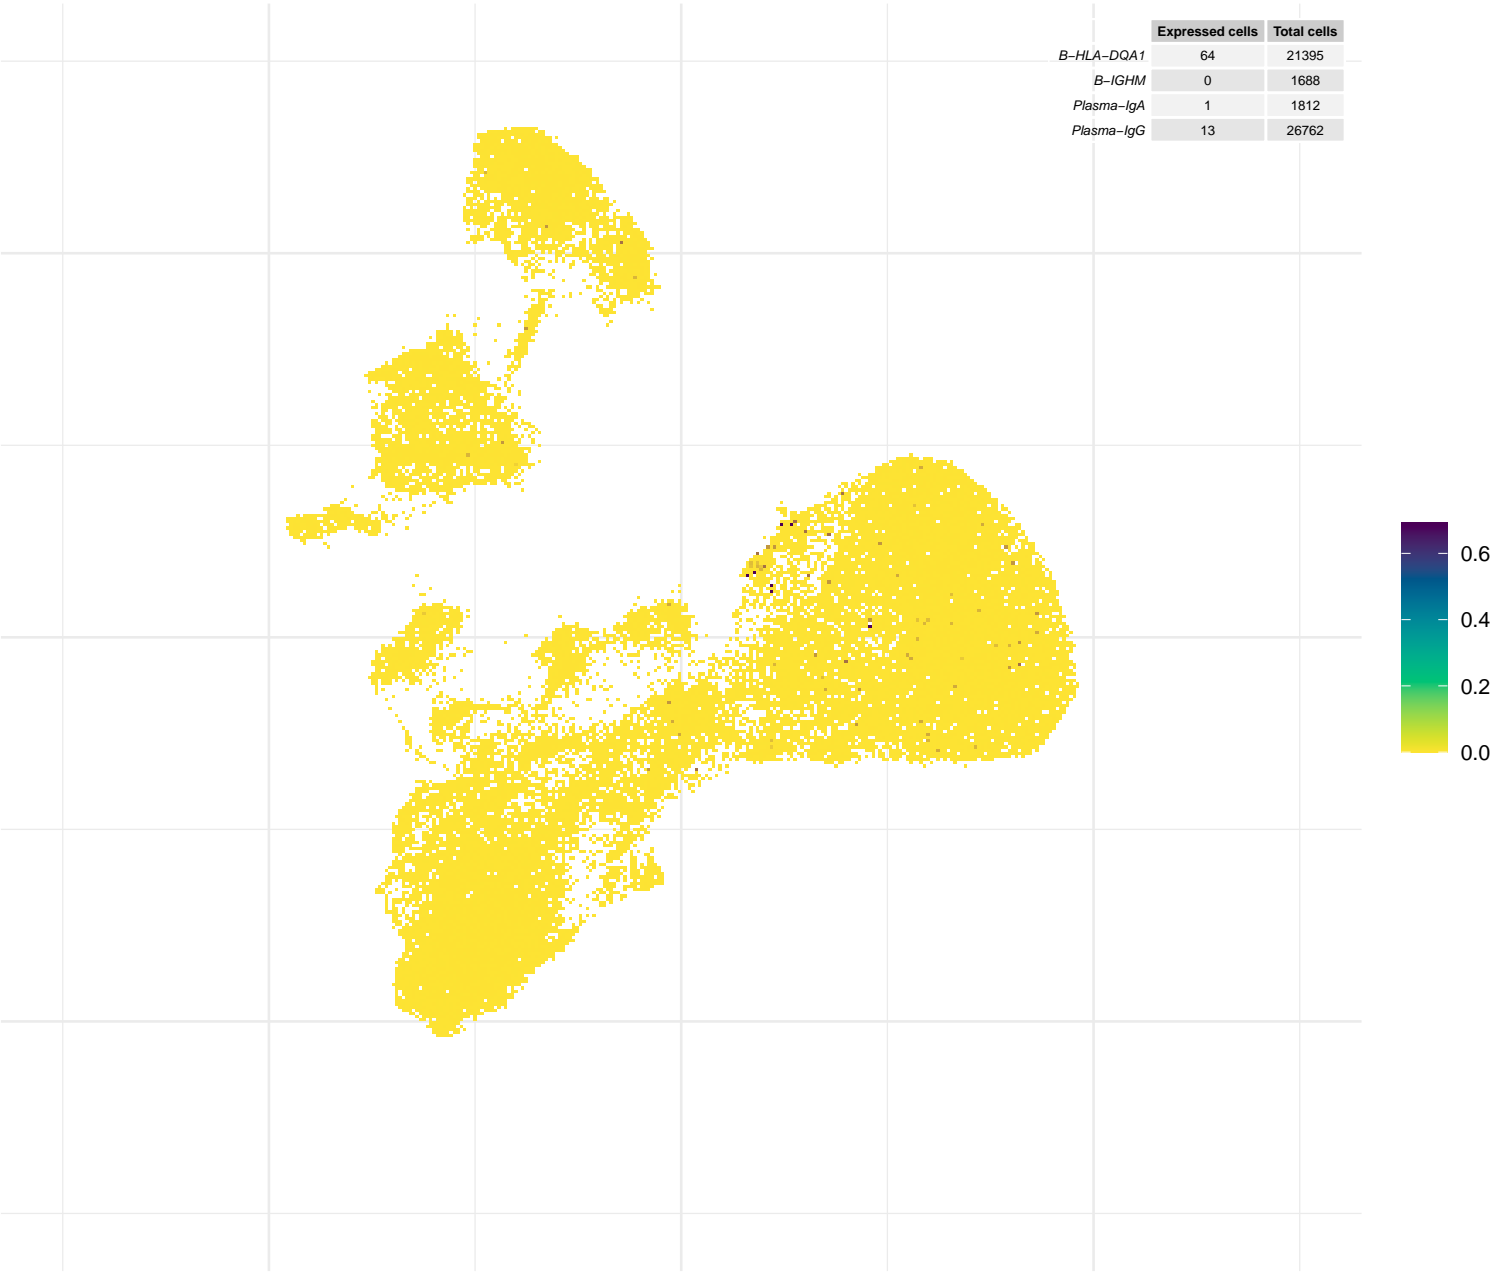 Expressed cells Total cells
B−HLA−DQA1 64 21395
B−IGHM 0 1688
Plasma−IgA 1 1812
Plasma−IgG 13 26762
0.6
0.4
0.2
0.0